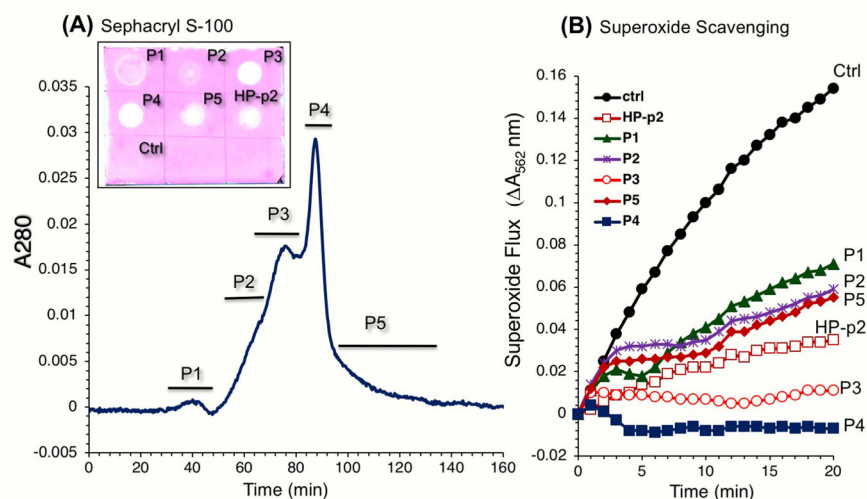 (A) Sephacryl S-100
P1 P2 P3
P4 P5 HP-p2
Ctrl
A280
0.035
0.03
0.025
0.02
0.015
0.01
0.005
0
-0.005
P1
P2
P3
P4
P5
0 20 40 60 80 100 120 140 160
Time (min)
(B) Superoxide Scavenging
Superoxide Flux (ΔA562 nm)
0.16
0.14
0.12
0.10
0.08
0.06
0.04
0.02
0
-0.02
ctrl
HP-p2
P1
P2
P3
P5
P4
Ctrl
P1
P2
P5
HP-p2
P3
P4
0 5 10 15 20
Time (min)